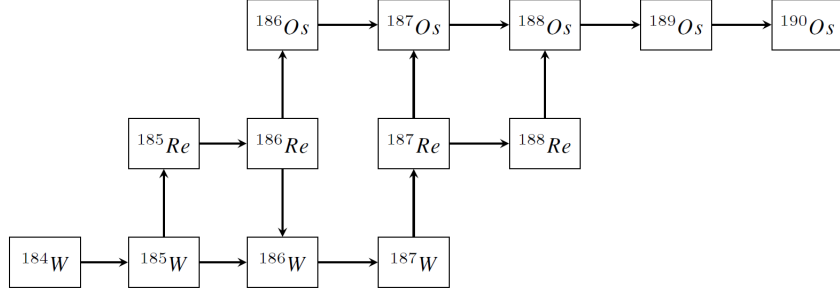 ¹⁸⁶Os ¹⁸⁷Os ¹⁸⁸Os ¹⁸⁹Os ¹⁹⁰Os
¹⁸⁵Re ¹⁸⁶Re ¹⁸⁷Re ¹⁸⁸Re
¹⁸⁴W ¹⁸⁵W ¹⁸⁶W ¹⁸⁷W